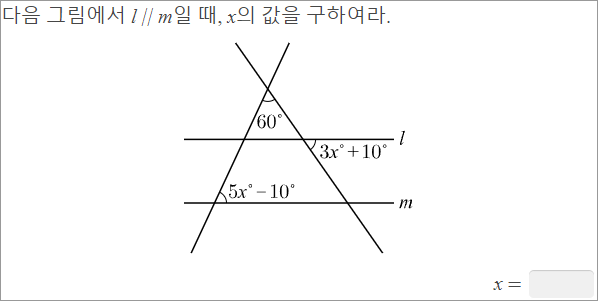 다음 그림에서 l // m일 때, x의 값을 구하여라.
60°
l
3x°+10°
5x°−10°
m
x =